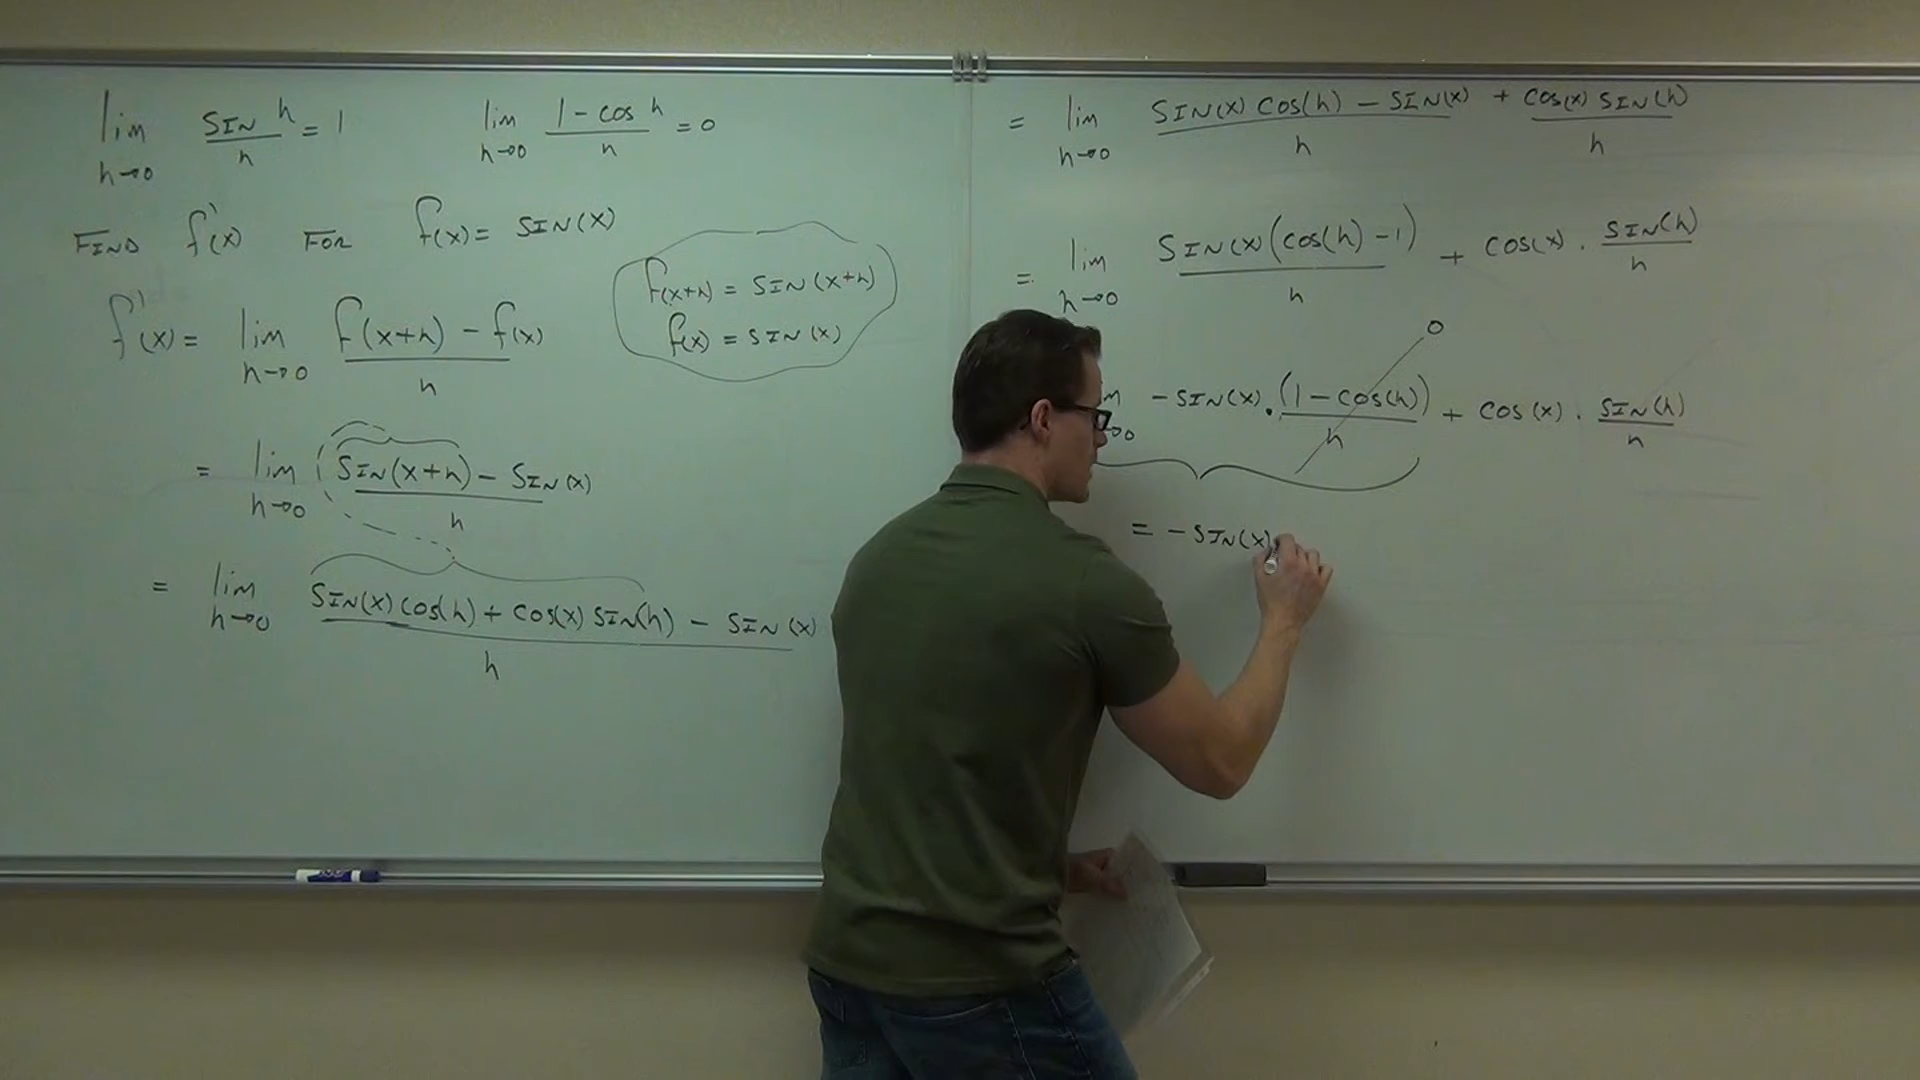 lim h→0 SIN h / h = 1   lim h→0 1 - cos h / h = 0
FIND f'(x) FOR f(x) = SIN(x)
f(x+h) = SIN(x+h)
f(x) = SIN(x)
f'(x) = lim h→0 f(x+h) - f(x) / h
= lim h→0 SIN(x+h) - SIN(x) / h
= lim h→0 SIN(x) cos(h) + cos(x) SIN(h) - SIN(x) / h
= lim h→0 SIN(x) cos(h) - SIN(x) / h + cos(x) SIN(h) / h
= lim h→0 SIN(x)(cos(h) - 1) / h + cos(x) · SIN(h) / h
0
m →0 - SIN(x) · (1 - cos(h)) / h + cos(x) · SIN(h) / h
= - SIN(x)